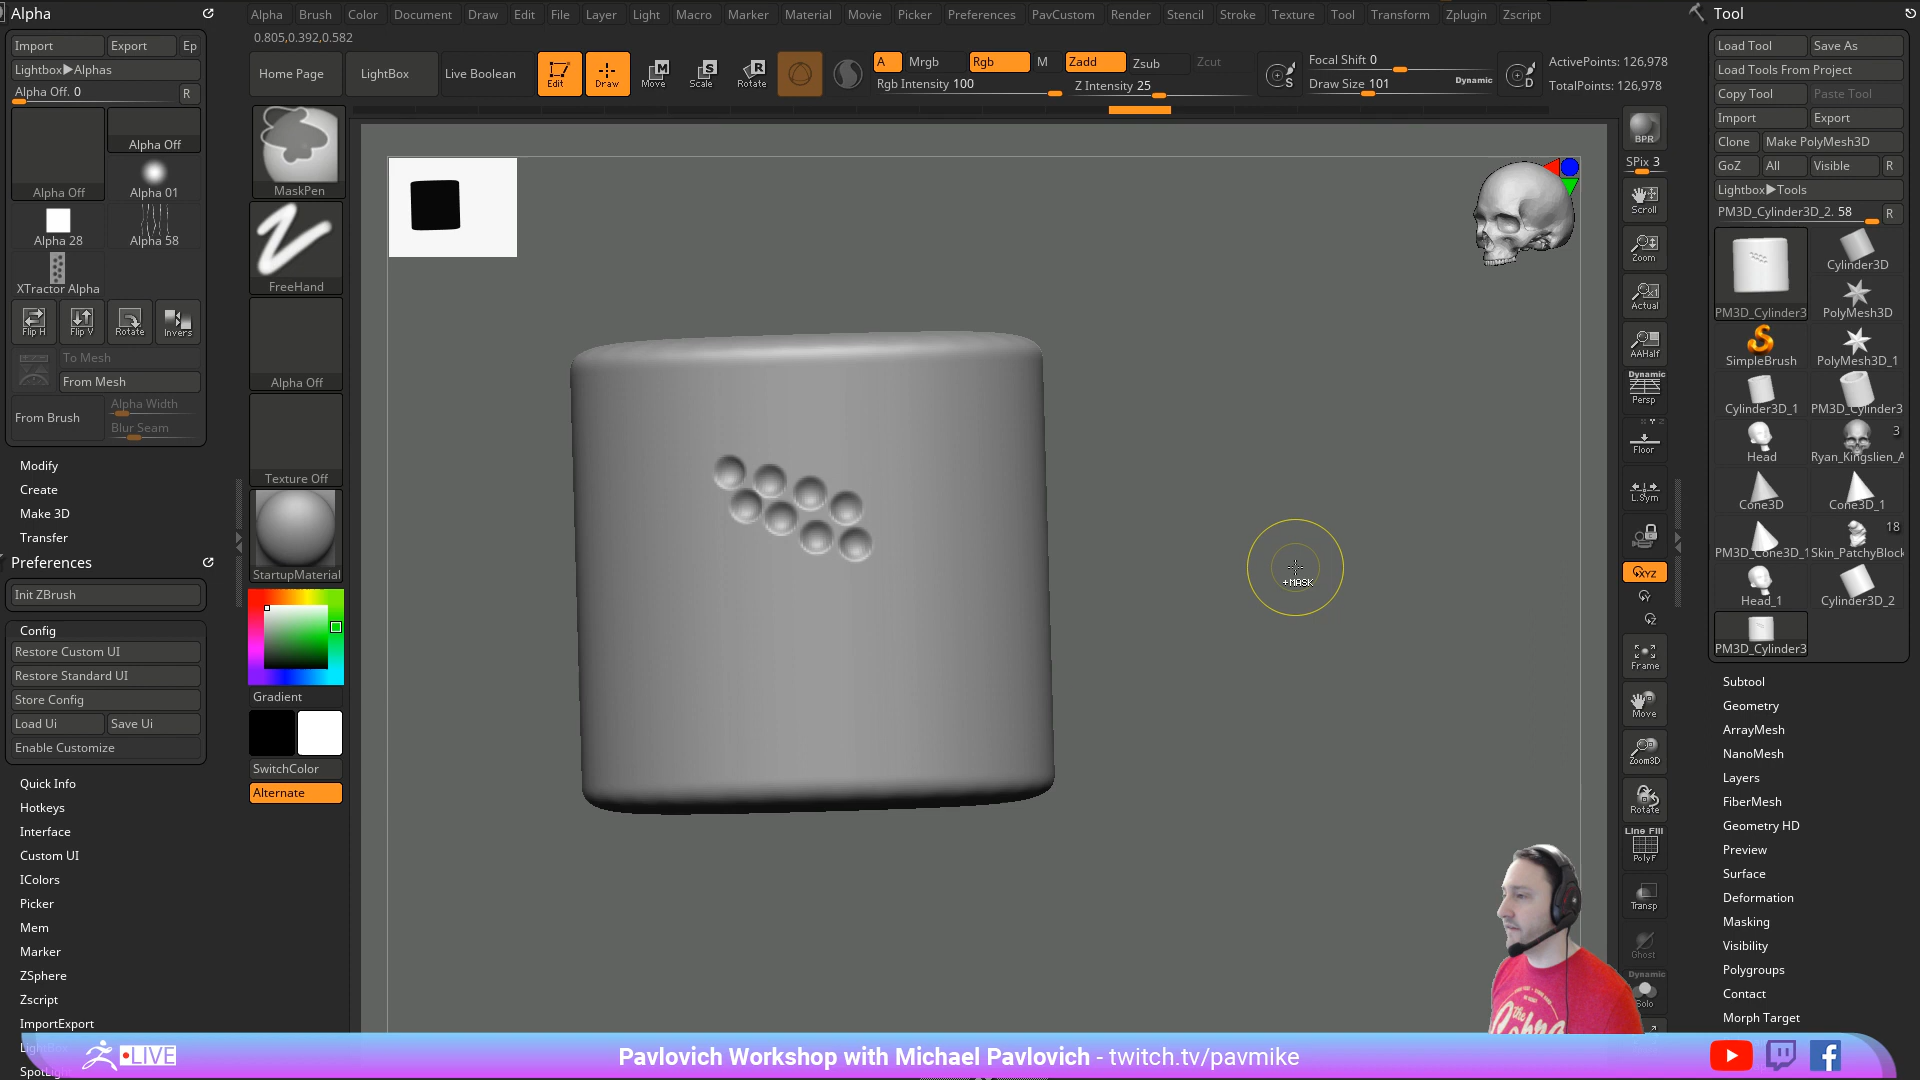 Alpha
Alpha Brush Color Document Draw Edit File Layer Light Macro Marker Material Movie Picker Preferences PavCustom Render Stencil Stroke Texture Tool Transform Zplugin Zscript
Tool
0.805,0.392,0.582
Import Export Ep
Lightbox▶Alphas
Alpha Off. 0 R
Alpha Off
Alpha Off
Alpha 01
Alpha 28
Alpha 58
XTractor Alpha
Flip H Flip V Rotate Invers
To Mesh
From Mesh
From Brush
Alpha Width
Blur Seam
Modify
Create
Make 3D
Transfer
Preferences
Init ZBrush
Config
Restore Custom UI
Restore Standard UI
Store Config
Load Ui Save Ui
Enable Customize
Quick Info
Hotkeys
Interface
Custom UI
IColors
Picker
Mem
Marker
ZSphere
Zscript
ImportExport
Home Page LightBox Live Boolean
Edit Draw Move Scale Rotate
A Mrgb Rgb M Zadd Zsub Zcut
Rgb Intensity 100 Z Intensity 25
Focal Shift 0
Draw Size 101 Dynamic
ActivePoints: 126,978
TotalPoints: 126,978
MaskPen
FreeHand
Alpha Off
Texture Off
StartupMaterial
Gradient
SwitchColor
Alternate
+MASK
BPR
SPix 3
Scroll
Zoom
Actual
AAHalf
Dynamic
Persp
Floor
L.Sym
XYZ
Frame
Move
Zoom3D
Rotate
Line Fill
PolyF
Transp
Ghost
Dynamic
Solo
Load Tool Save As
Load Tools From Project
Copy Tool Paste Tool
Import Export
Clone Make PolyMesh3D
GoZ All Visible R
Lightbox▶Tools
PM3D_Cylinder3D_2. 58 R
PM3D_Cylinder3
Cylinder3D
PolyMesh3D
SimpleBrush
PolyMesh3D_1
Cylinder3D_1
PM3D_Cylinder3
3
Head
Ryan_Kingslien_A
Cone3D
Cone3D_1
18
PM3D_Cone3D_1
Skin_PatchyBlock
Head_1
Cylinder3D_2
PM3D_Cylinder3
Subtool
Geometry
ArrayMesh
NanoMesh
Layers
FiberMesh
Geometry HD
Preview
Surface
Deformation
Masking
Visibility
Polygroups
Contact
Morph Target
the
LIVE
Pavlovich Workshop with Michael Pavlovich - twitch.tv/pavmike